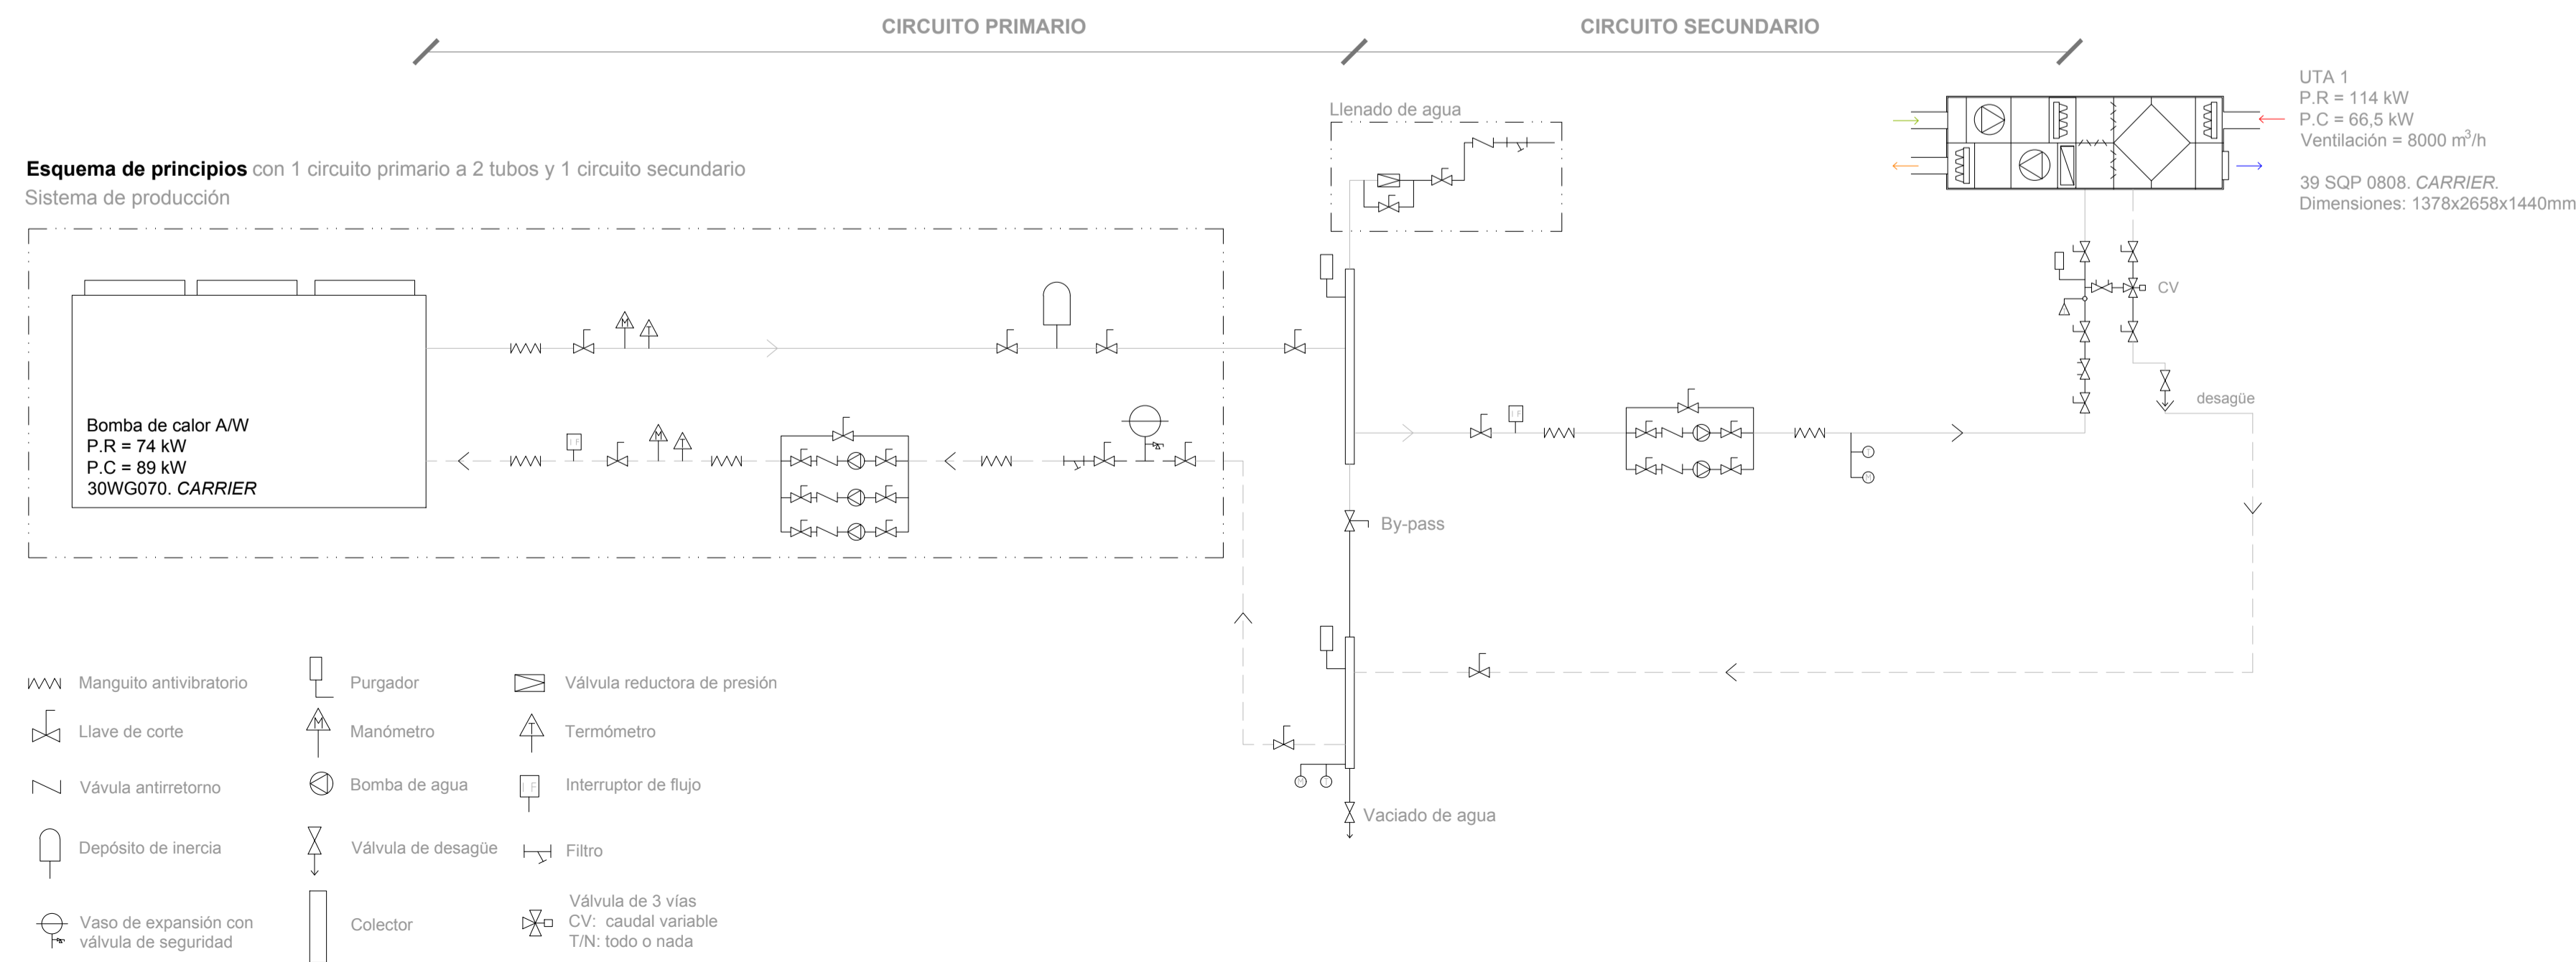 CIRCUITO PRIMARIO
CIRCUITO SECUNDARIO
UTA 1
P.R = 114 kW
P.C = 66,5 kW
Ventilación = 8000 m³/h
39 SQP 0808. CARRIER.
Dimensiones: 1378x2658x1440mm
Llenado de agua
Esquema de principios con 1 circuito primario a 2 tubos y 1 circuito secundario
Sistema de producción
CV
M
T
Bomba de calor A/W
P.R = 74 kW
P.C = 89 kW
30WG070. CARRIER
I F
M
T
I F
T
M
desagüe
By-pass
M
T
Vaciado de agua
Manguito antivibratorio
Purgador
Válvula reductora de presión
Llave de corte
M
Manómetro
T
Termómetro
Vávula antirretorno
Bomba de agua
I F
Interruptor de flujo
Depósito de inercia
Válvula de desagüe
Filtro
Vaso de expansión con
válvula de seguridad
Colector
Válvula de 3 vías
CV: caudal variable
T/N: todo o nada